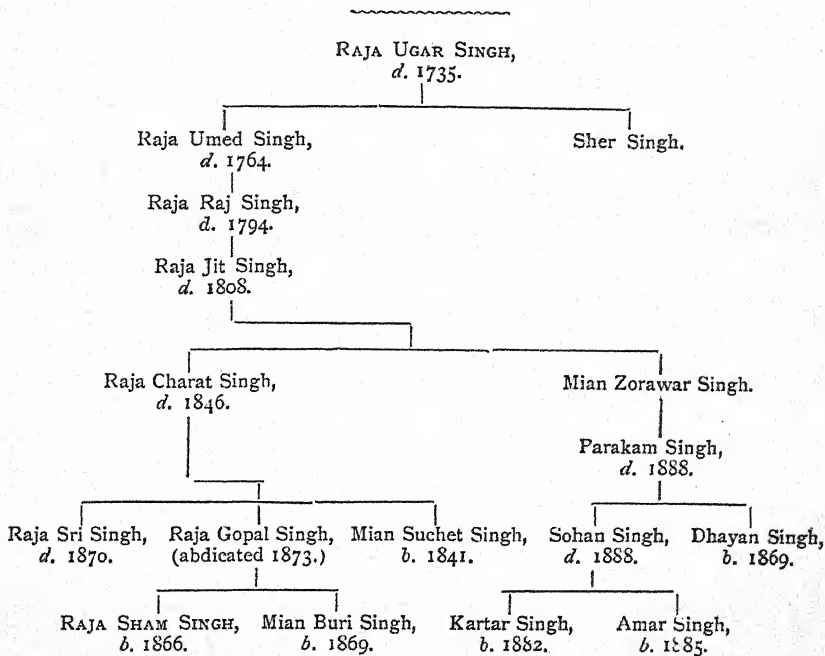 RAJA UGAR SINGH,
d. 1735.
Raja Umed Singh,
d. 1764.
Sher Singh.
Raja Raj Singh,
d. 1794.
Raja Jit Singh,
d. 1808.
Raja Charat Singh,
d. 1846.
Mian Zorawar Singh.
Parakam Singh,
d. 1888.
Raja Sri Singh,
d. 1870.
Raja Gopal Singh,
(abdicated 1873.)
Mian Suchet Singh,
b. 1841.
Sohan Singh,
d. 1888.
Dhayan Singh,
b. 1869.
RAJA SHAM SINGH,
b. 1866.
Mian Buri Singh,
b. 1869.
Kartar Singh,
b. 1882.
Amar Singh,
b. 1885.